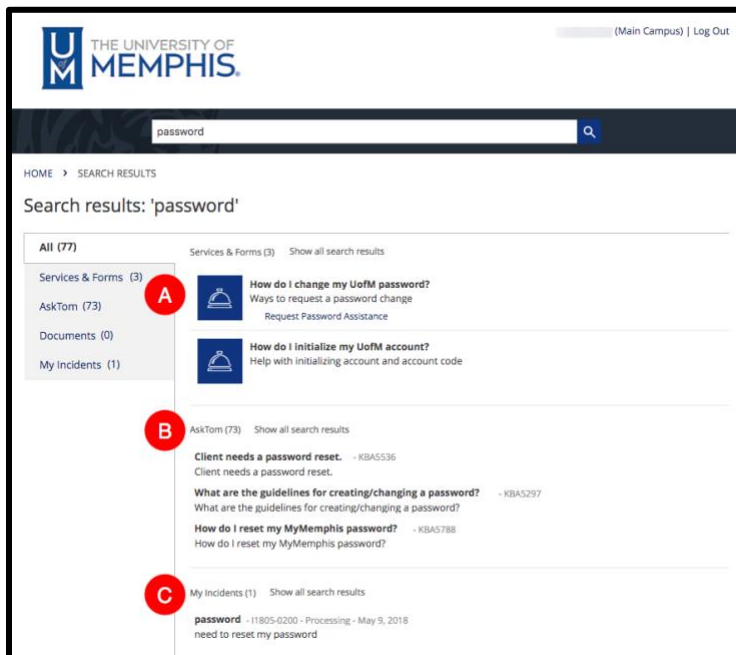 (Main Campus) | Log Out
U
of
M
THE UNIVERSITY OF
MEMPHIS.
password
HOME > SEARCH RESULTS
Search results: 'password'
All (77)
Services & Forms (3)
AskTom (73)
Documents (0)
My Incidents (1)
A
Services & Forms (3) Show all search results
How do I change my UofM password?
Ways to request a password change
Request Password Assistance
How do I initialize my UofM account?
Help with initializing account and account code
B
AskTom (73) Show all search results
Client needs a password reset. - KBA5536
Client needs a password reset.
What are the guidelines for creating/changing a password? - KBA5297
What are the guidelines for creating/changing a password?
How do I reset my MyMemphis password? - KBA5788
How do I reset my MyMemphis password?
C
My Incidents (1) Show all search results
password - I1805-0200 - Processing - May 9, 2018
need to reset my password